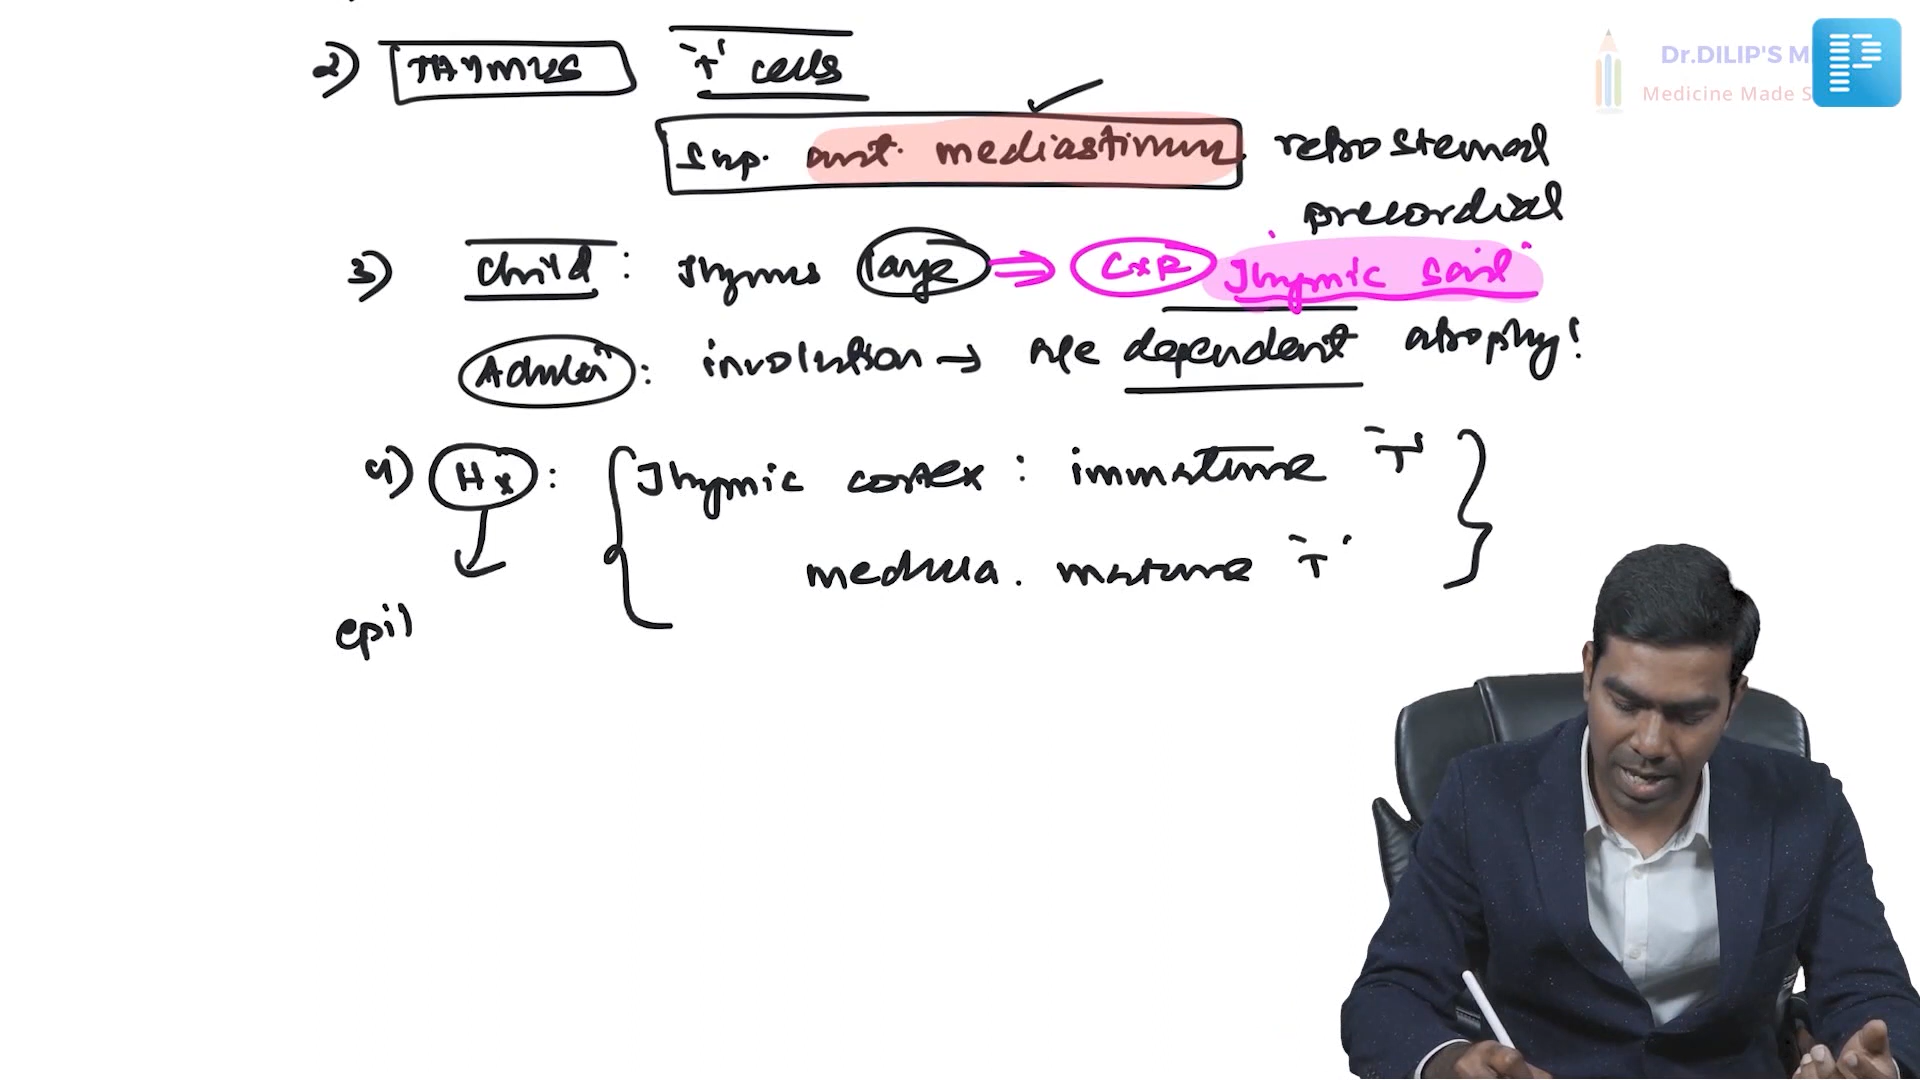 2) THYMUS "T" cells
Dr.DILIP'S M
Medicine Made S
Sup. ant. mediastinum retrosternal
precordial
3) Child : Thymus large ⇒ CXR "Thymic Sail"
Adult : involution → age dependent atrophy!
4) Hx : Thymic cortex : immature "T"
medulla . mature "T"
epil